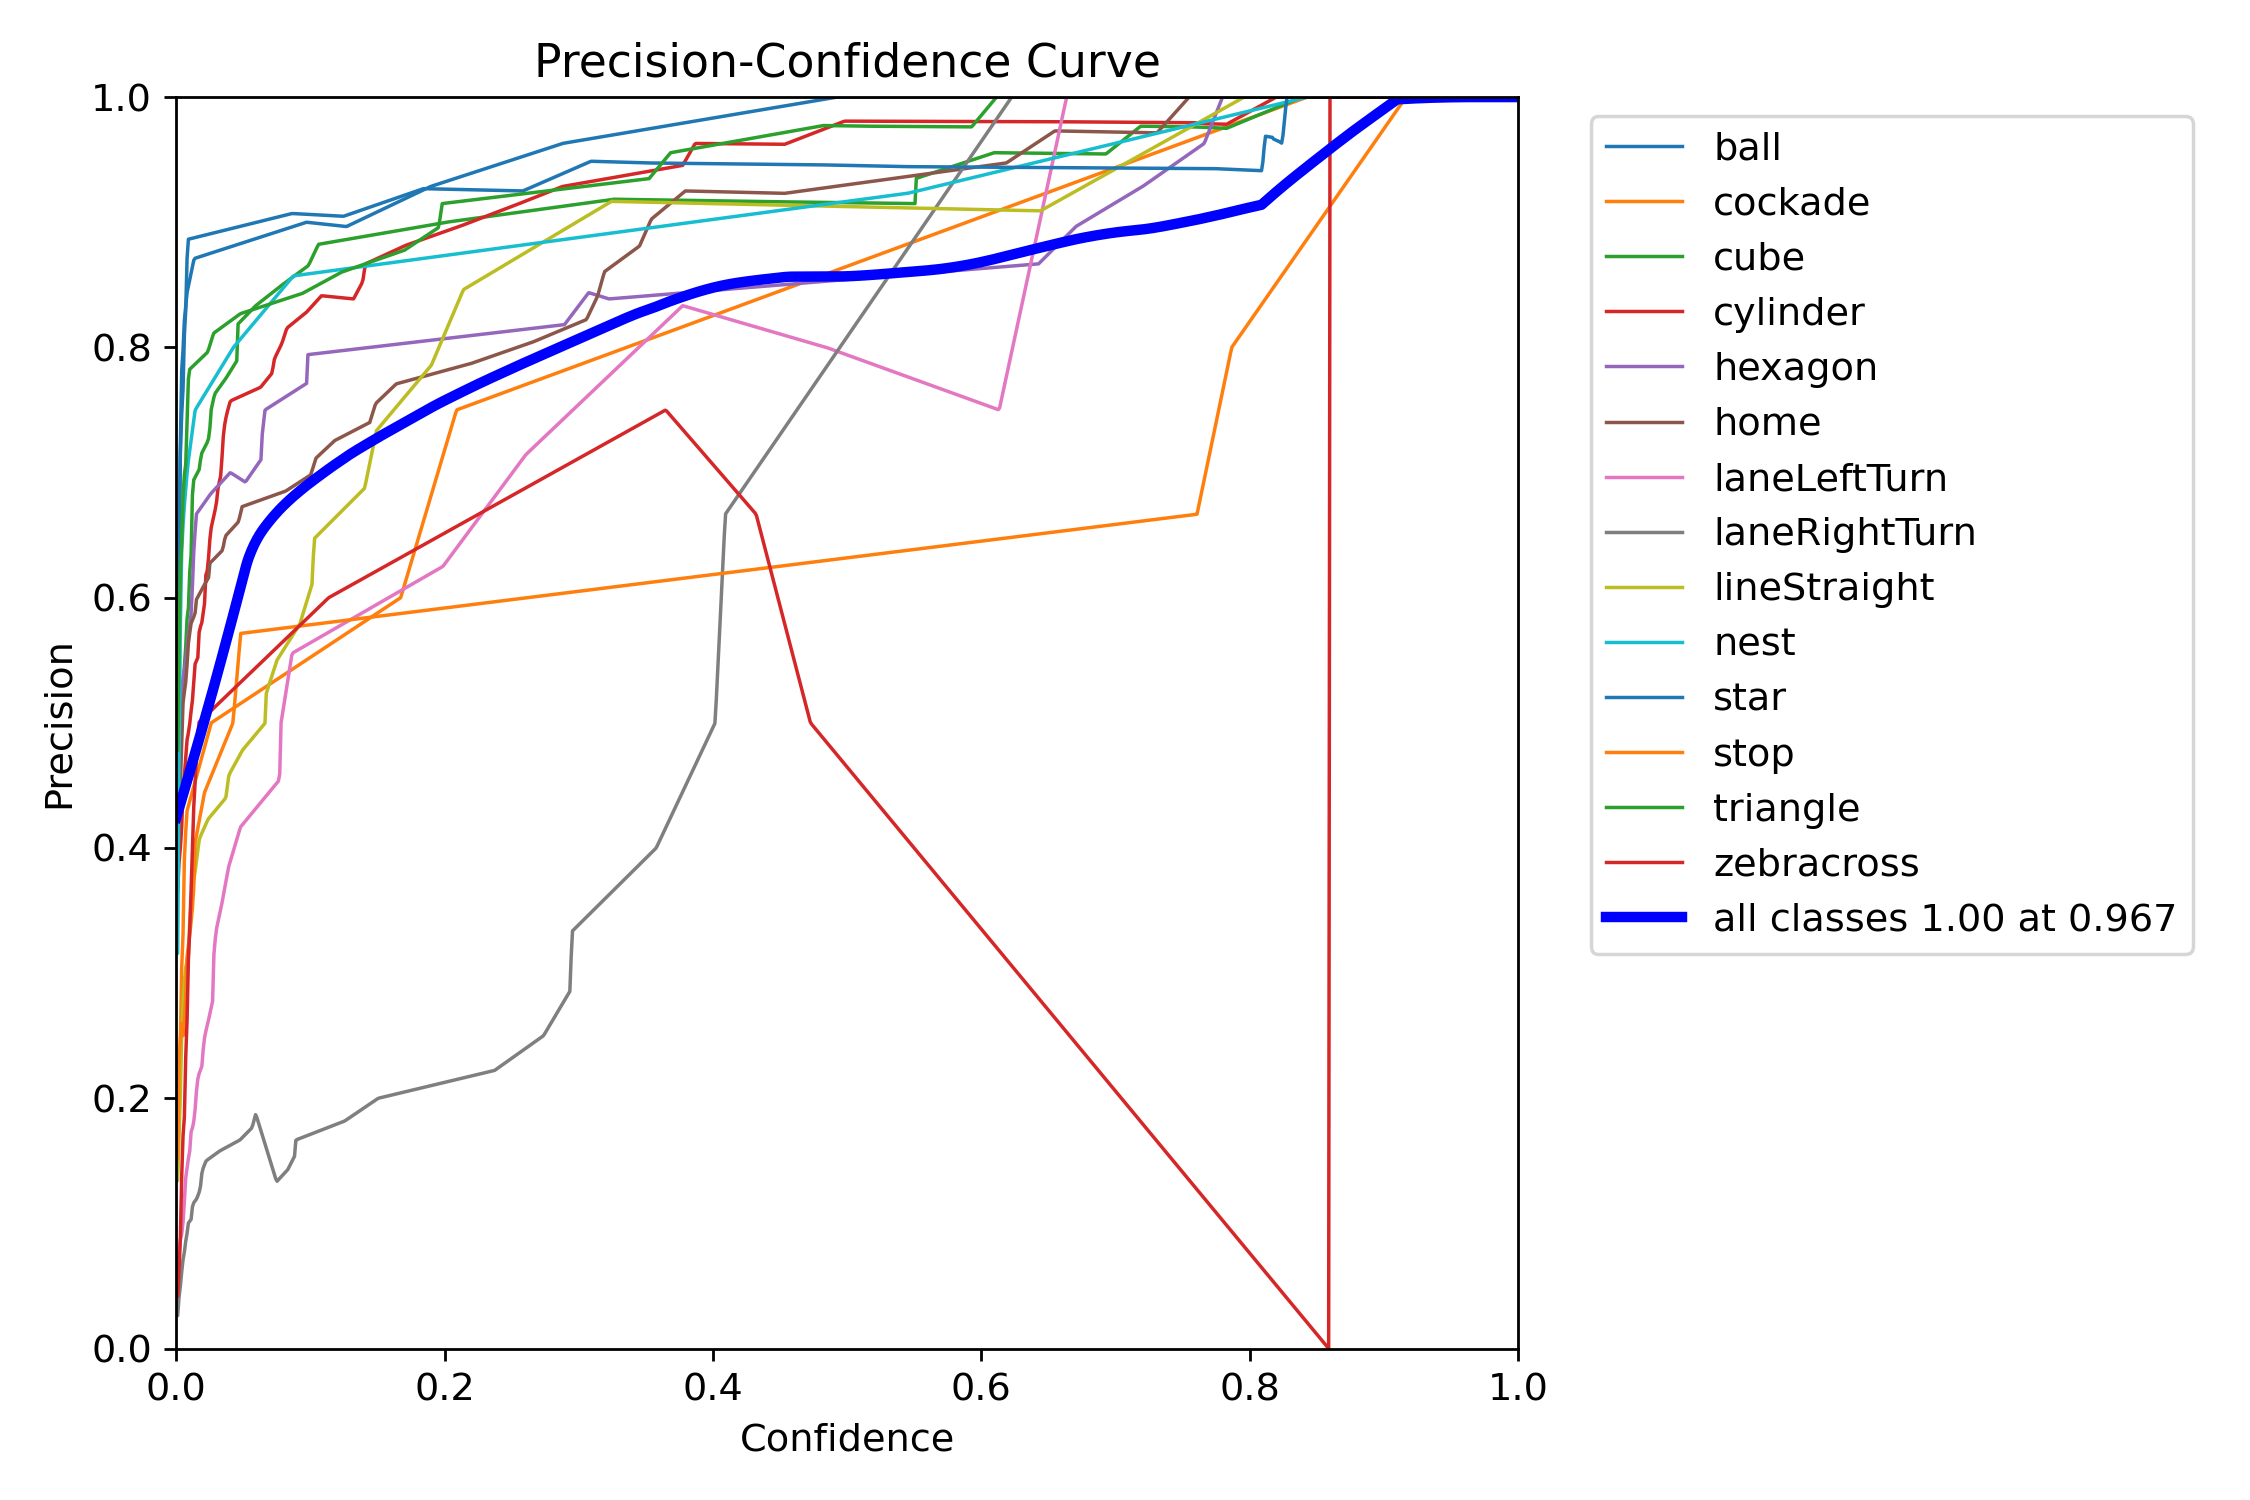 Precision-Confidence Curve
1.0
0.8
0.6
0.4
0.2
0.0
Precision
0.0 0.2 0.4 0.6 0.8 1.0
Confidence
ball
cockade
cube
cylinder
hexagon
home
laneLeftTurn
laneRightTurn
lineStraight
nest
star
stop
triangle
zebracross
all classes 1.00 at 0.967